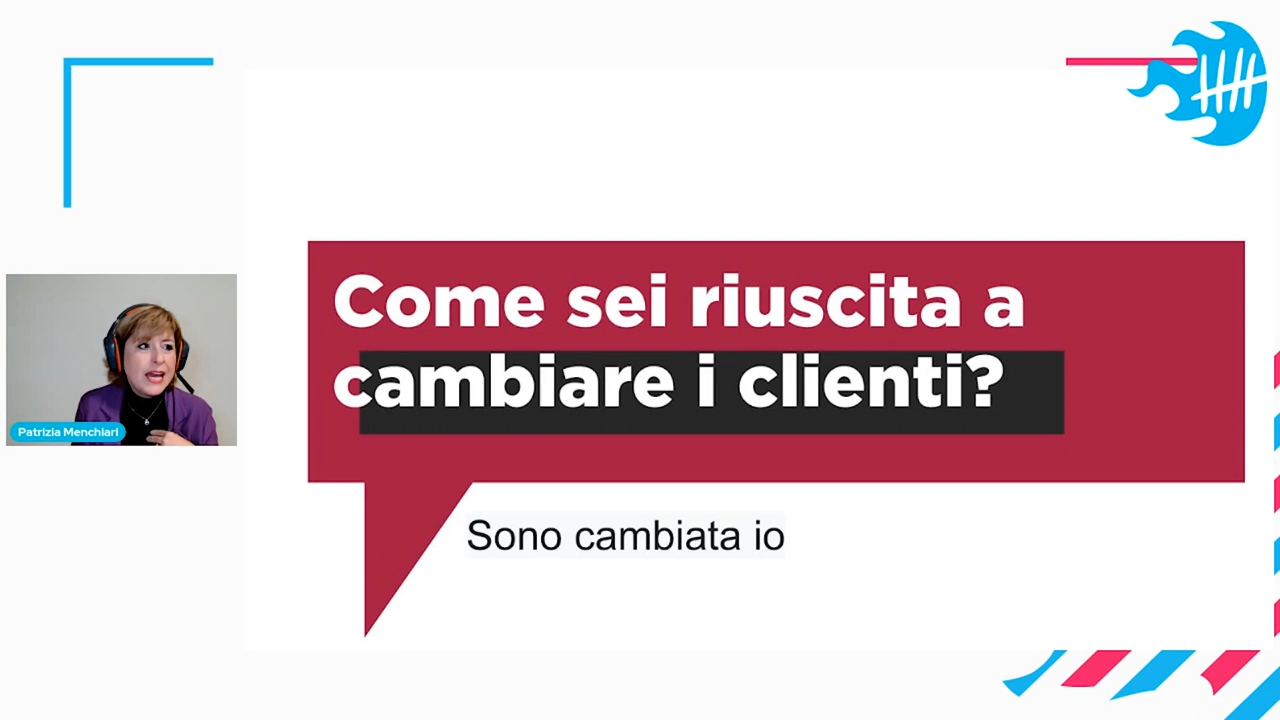 Come sei riuscita a
cambiare i clienti?
Sono cambiata io
Patrizia Menchiari